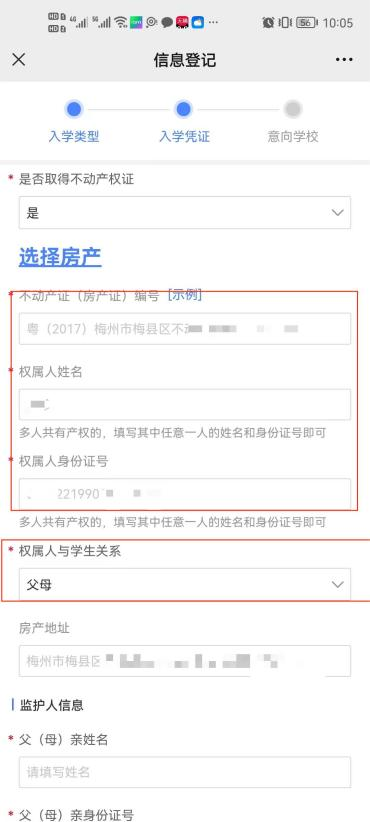 10:05
信息登记
入学类型 入学凭证 意向学校
* 是否取得不动产权证
是
选择房产
* 不动产证（房产证）编号 [示例]
粤（2017）梅州市梅县区不
* 权属人姓名
多人共有产权的，填写其中任意一人的姓名和身份证号即可
* 权属人身份证号
221990
多人共有产权的，填写其中任意一人的姓名和身份证号即可
* 权属人与学生关系
父母
房产地址
梅州市梅县区
监护人信息
* 父（母）亲姓名
请填写姓名
* 父（母）亲身份证号